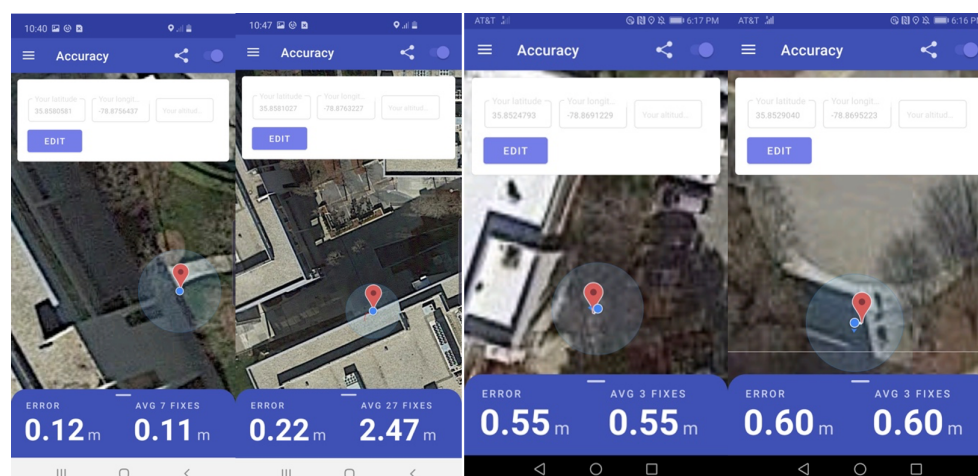 10:40
Accuracy
Your latitude Your longit... Your altitud...
35.8580581 -78.8756437
EDIT
ERROR AVG 7 FIXES
0.12 m 0.11 m
10:47
Accuracy
Your latitude Your longit... Your altitud...
35.8581027 -78.8763227
EDIT
ERROR AVG 27 FIXES
0.22 m 2.47 m
AT&T 6:17 PM
Accuracy
Your latitude Your longit... Your altitud...
35.8524793 -78.8691229
EDIT
ERROR AVG 3 FIXES
0.55 m 0.55 m
AT&T 6:16 PM
Accuracy
Your latitude Your longit... Your altitud...
35.8529040 -78.8695223
EDIT
ERROR AVG 3 FIXES
0.60 m 0.60 m